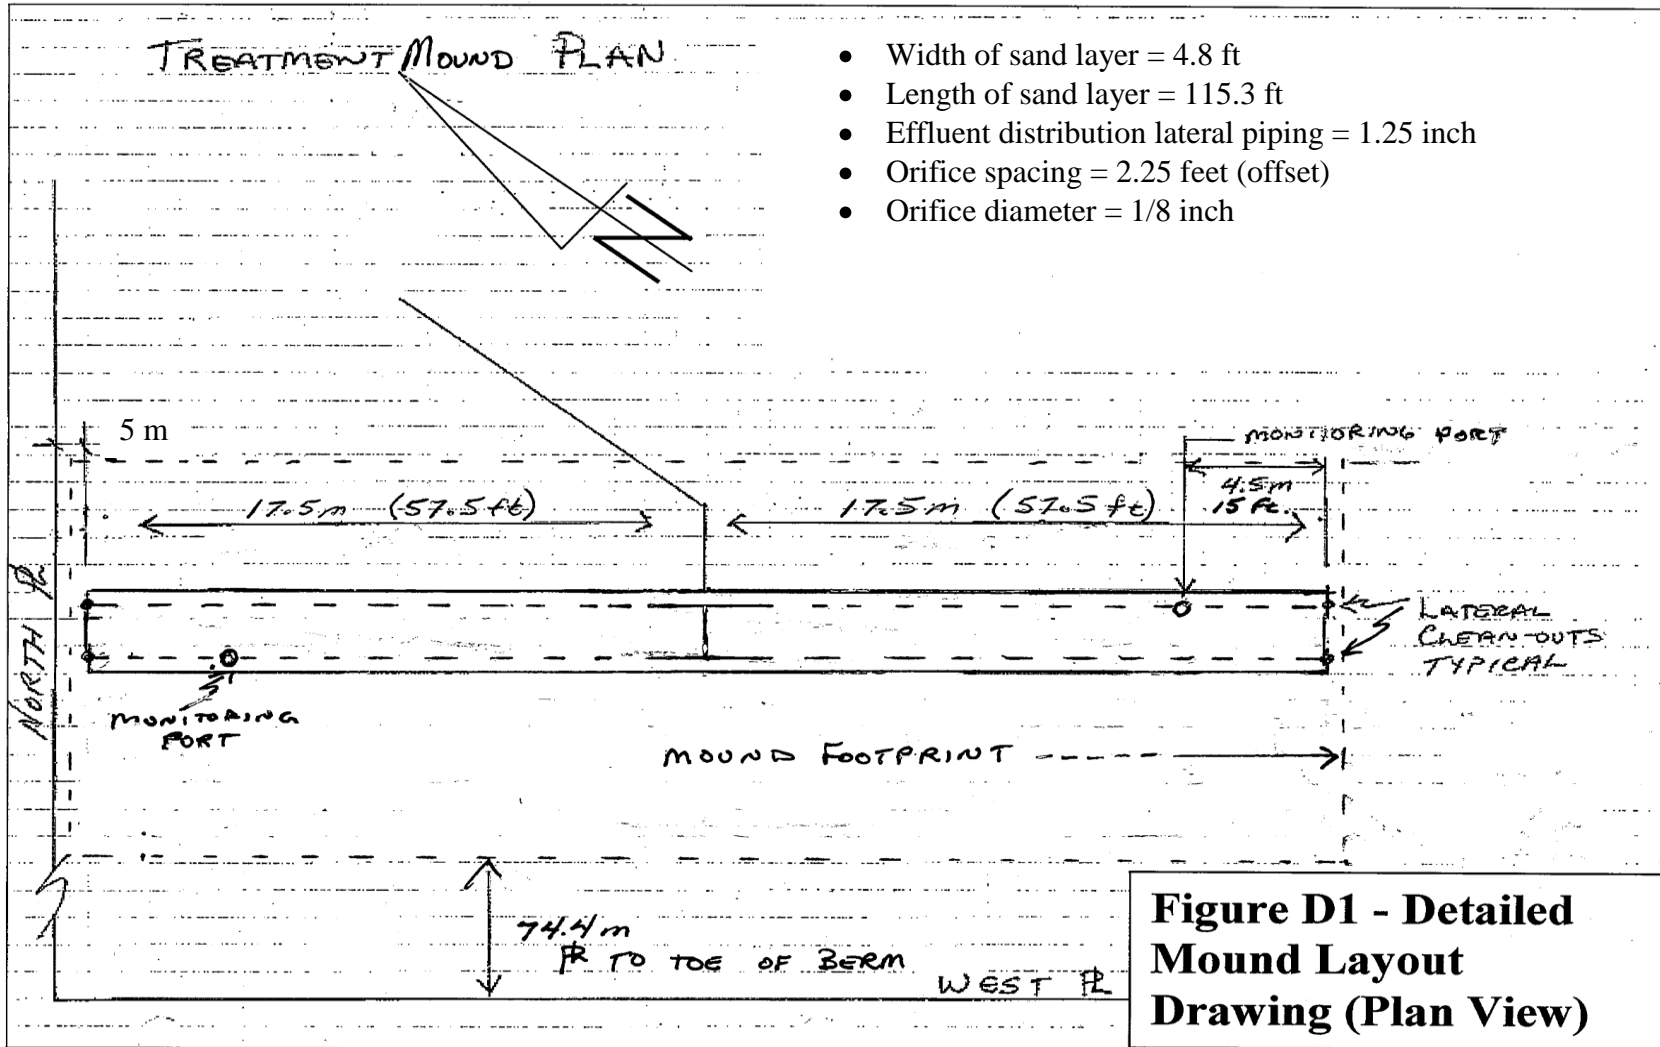 TREATMENT MOUND PLAN
• Width of sand layer = 4.8 ft
• Length of sand layer = 115.3 ft
• Effluent distribution lateral piping = 1.25 inch
• Orifice spacing = 2.25 feet (offset)
• Orifice diameter = 1/8 inch
5 m
MONITORING PORT
17.5m (57.5ft)
17.5m (57.5ft)
4.5m
15 ft.
NORTH PL
LATERAL
CLEAN-OUTS
TYPICAL
MONITORING
PORT
MOUND FOOTPRINT
74.4m
PL TO TOE OF BERM
WEST PL
Figure D1 - Detailed
Mound Layout
Drawing (Plan View)